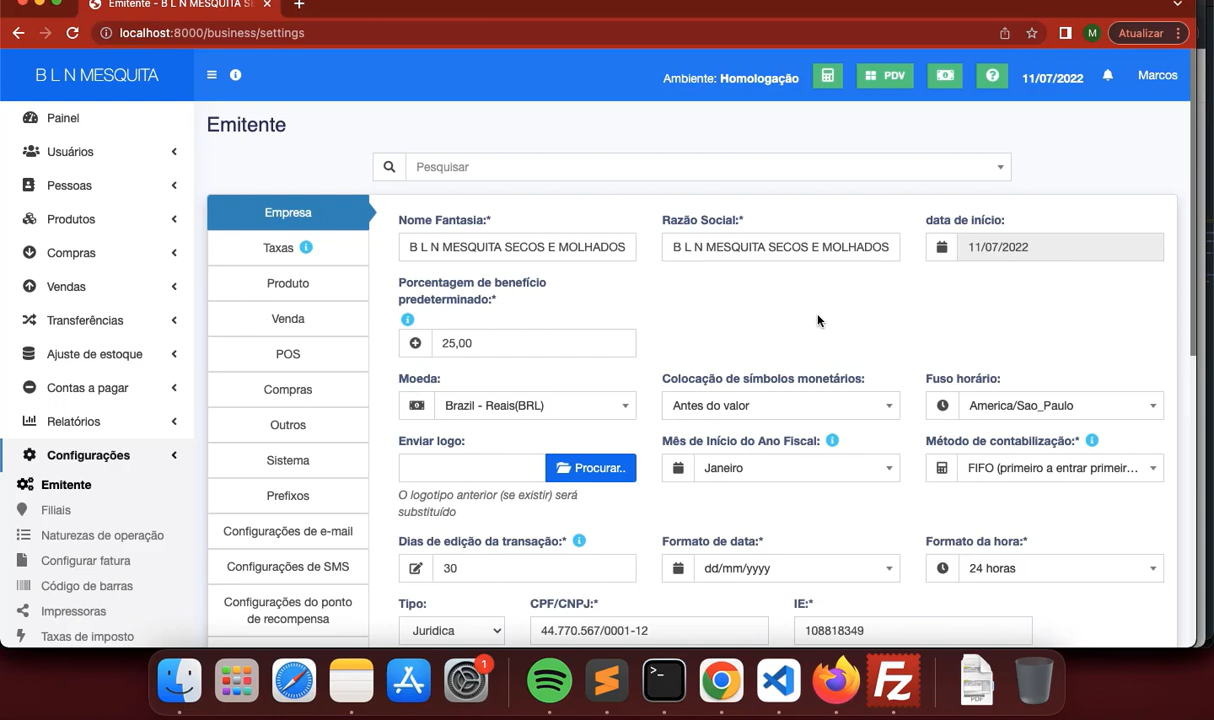 Emitente - B L N MESQUITA SE
localhost:8000/business/settings
M
Atualizar
B L N MESQUITA
Ambiente: Homologação
PDV
11/07/2022
Marcos
Painel
Usuários
Pessoas
Produtos
Compras
Vendas
Transferências
Ajuste de estoque
Contas a pagar
Relatórios
Configurações
Emitente
Filiais
Naturezas de operação
Configurar fatura
Código de barras
Impressoras
Taxas de imposto
Emitente
Pesquisar
Empresa
Taxas
Produto
Venda
POS
Compras
Outros
Sistema
Prefixos
Configurações de e-mail
Configurações de SMS
Configurações do ponto
de recompensa
Nome Fantasia:*
Razão Social:*
data de início:
B L N MESQUITA SECOS E MOLHADOS
B L N MESQUITA SECOS E MOLHADOS
11/07/2022
Porcentagem de benefício
predeterminado:*
25,00
Moeda:
Colocação de símbolos monetários:
Fuso horário:
Brazil - Reais(BRL)
Antes do valor
America/Sao_Paulo
Enviar logo:
Mês de Início do Ano Fiscal:
Método de contabilização:*
Procurar..
Janeiro
FIFO (primeiro a entrar primeir...
O logotipo anterior (se existir) será
substituído
Dias de edição da transação:*
Formato de data:*
Formato da hora:*
30
dd/mm/yyyy
24 horas
Tipo:
CPF/CNPJ:*
IE:*
Juridica
44.770.567/0001-12
108818349
1
PDF